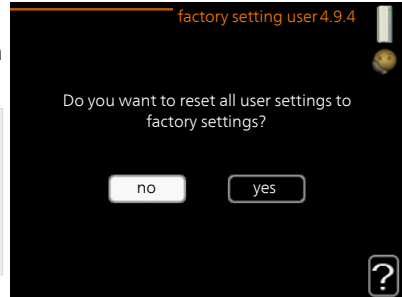 factory setting user 4.9.4
Do you want to reset all user settings to
factory settings?
no
yes
?